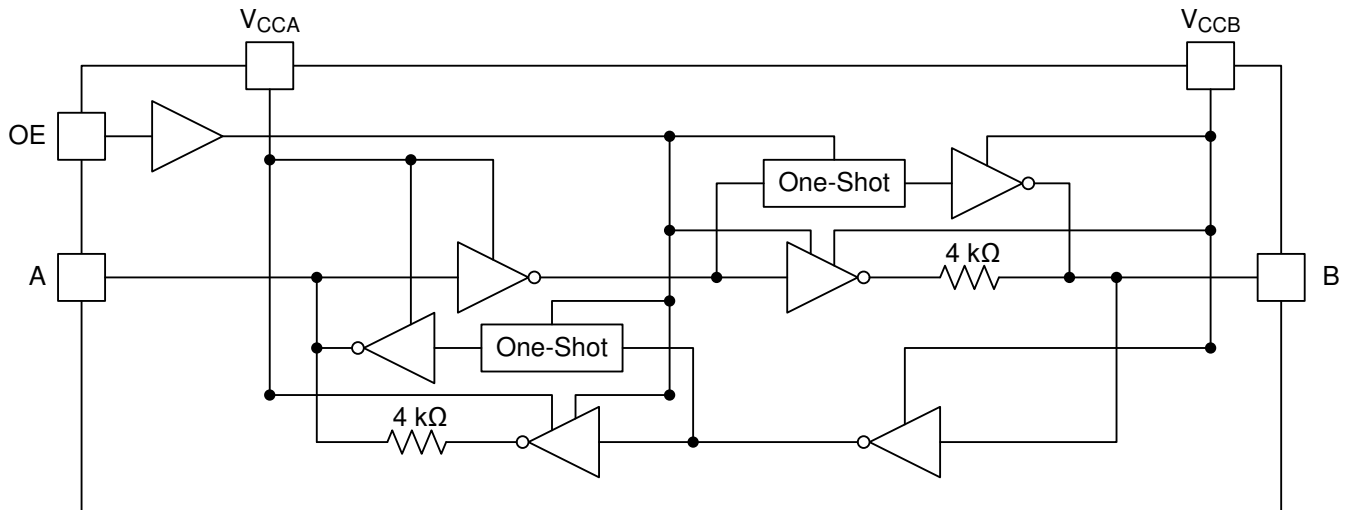 VCCA
VCCB
OE
One-Shot
A
4 kΩ
B
One-Shot
4 kΩ